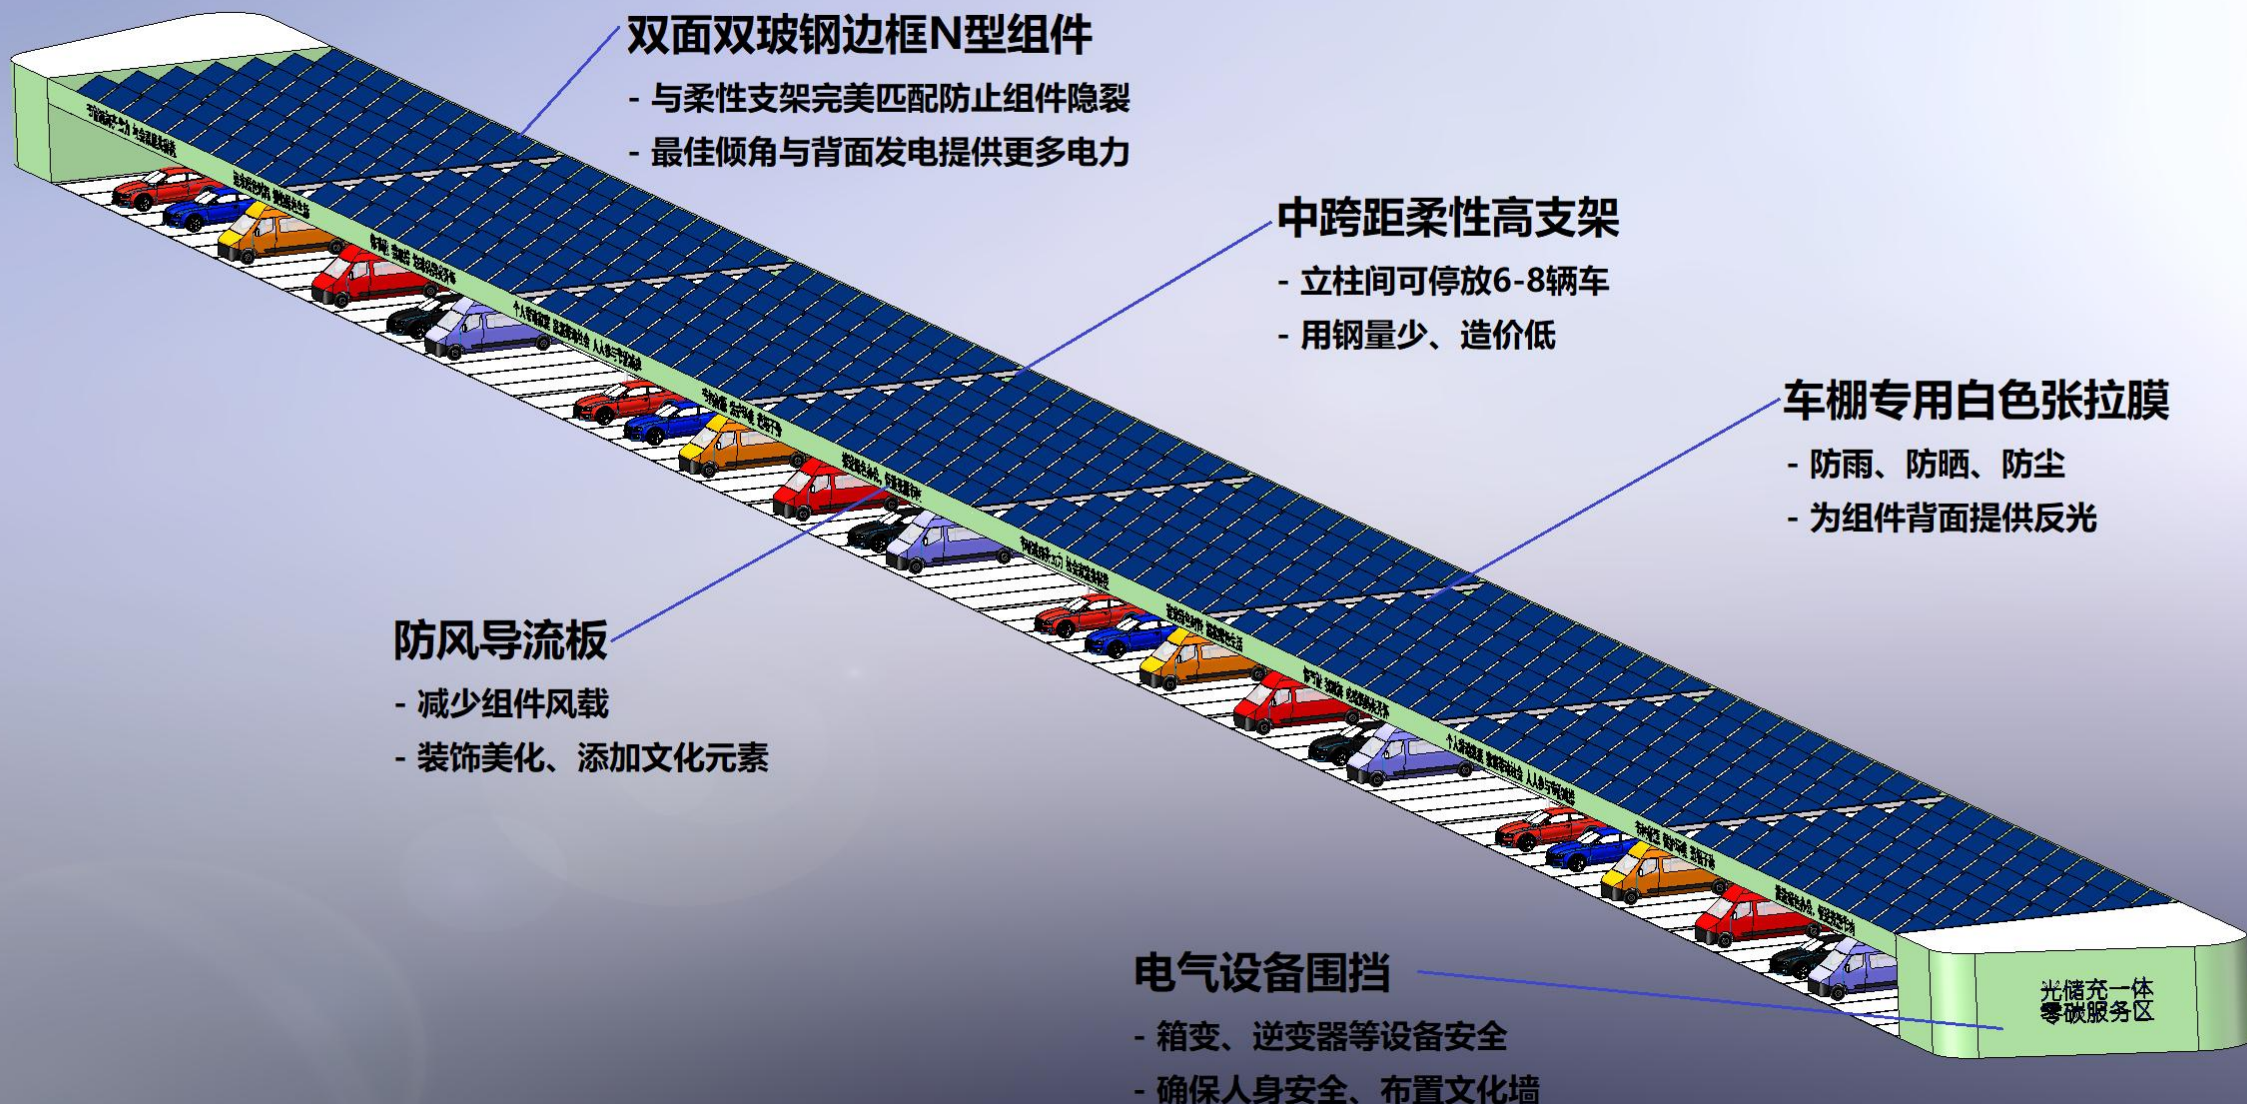 双面双玻钢边框N型组件
- 与柔性支架完美匹配防止组件隐裂
- 最佳倾角与背面发电提供更多电力
中跨距柔性高支架
- 立柱间可停放6-8辆车
- 用钢量少、造价低
车棚专用白色张拉膜
- 防雨、防晒、防尘
- 为组件背面提供反光
防风导流板
- 减少组件风载
- 装饰美化、添加文化元素
电气设备围挡
- 箱变、逆变器等设备安全
- 确保人身安全、布置文化墙
光储充一体
零碳服务区